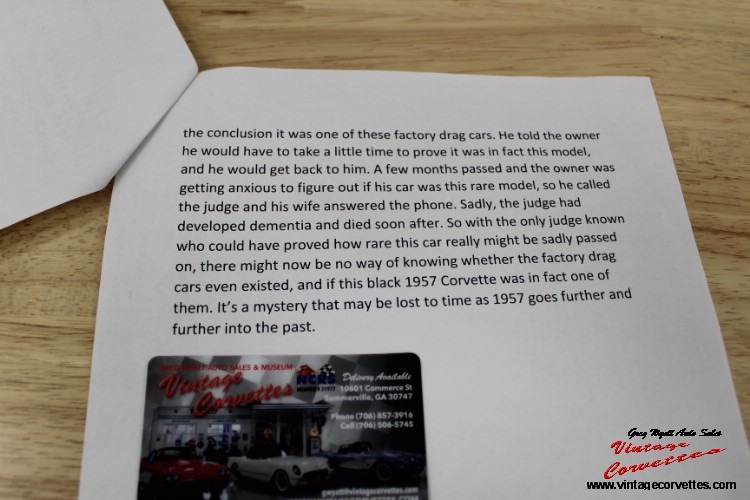 the conclusion it was one of these factory drag cars. He told the owner
he would have to take a little time to prove it was in fact this model,
and he would get back to him. A few months passed and the owner was
getting anxious to figure out if his car was this rare model, so he called
the judge and his wife answered the phone. Sadly, the judge had
developed dementia and died soon after. So with the only judge known
who could have proved how rare this car really might be sadly passed
on, there might now be no way of knowing whether the factory drag
cars even existed, and if this black 1957 Corvette was in fact one of
them. It’s a mystery that may be lost to time as 1957 goes further and
further into the past.
AUTO SALES & MUSEUM
Vintage
Corvettes
NCRS
Delivery Available
10601 Commerce St
Summerville, GA 30747
Phone (706) 857-3916
Cell (706) 506-5745
Greg Wyatt Auto Sales
Vintage
Corvettes
www.vintagecorvettes.com